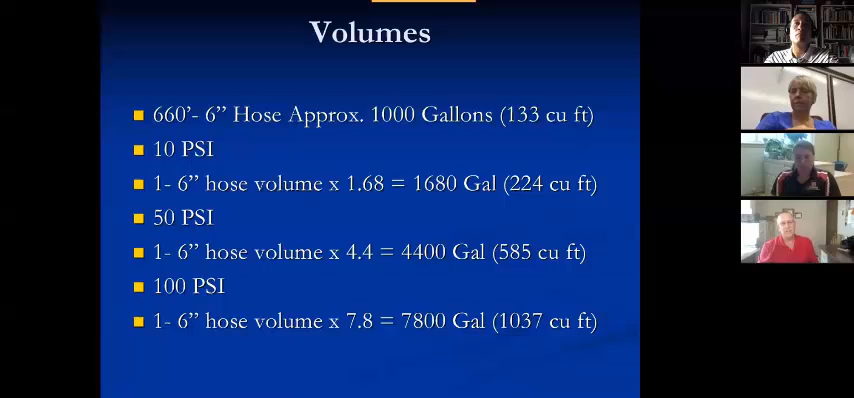 Volumes
660’- 6” Hose Approx. 1000 Gallons (133 cu ft)
10 PSI
1- 6” hose volume x 1.68 = 1680 Gal (224 cu ft)
50 PSI
1- 6” hose volume x 4.4 = 4400 Gal (585 cu ft)
100 PSI
1- 6” hose volume x 7.8 = 7800 Gal (1037 cu ft)